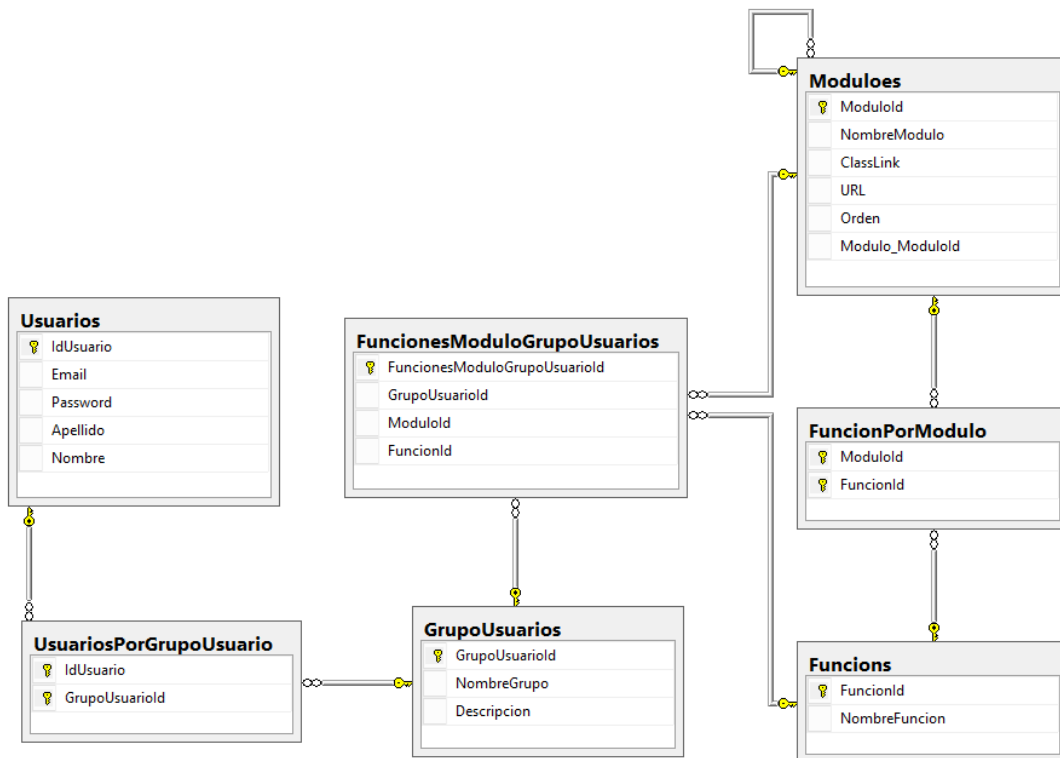 Moduloes
ModuloId
NombreModulo
ClassLink
URL
Orden
Modulo_ModuloId
Usuarios
IdUsuario
Email
Password
Apellido
Nombre
FuncionesModuloGrupoUsuarios
FuncionesModuloGrupoUsuarioId
GrupoUsuarioId
ModuloId
FuncionId
FuncionPorModulo
ModuloId
FuncionId
UsuariosPorGrupoUsuario
IdUsuario
GrupoUsuarioId
GrupoUsuarios
GrupoUsuarioId
NombreGrupo
Descripcion
Funcions
FuncionId
NombreFuncion